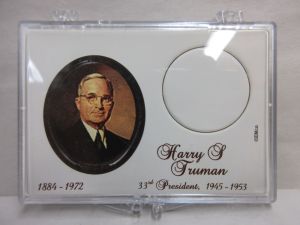 Harry S
Truman
1884 - 1972
33rd President, 1945 - 1953